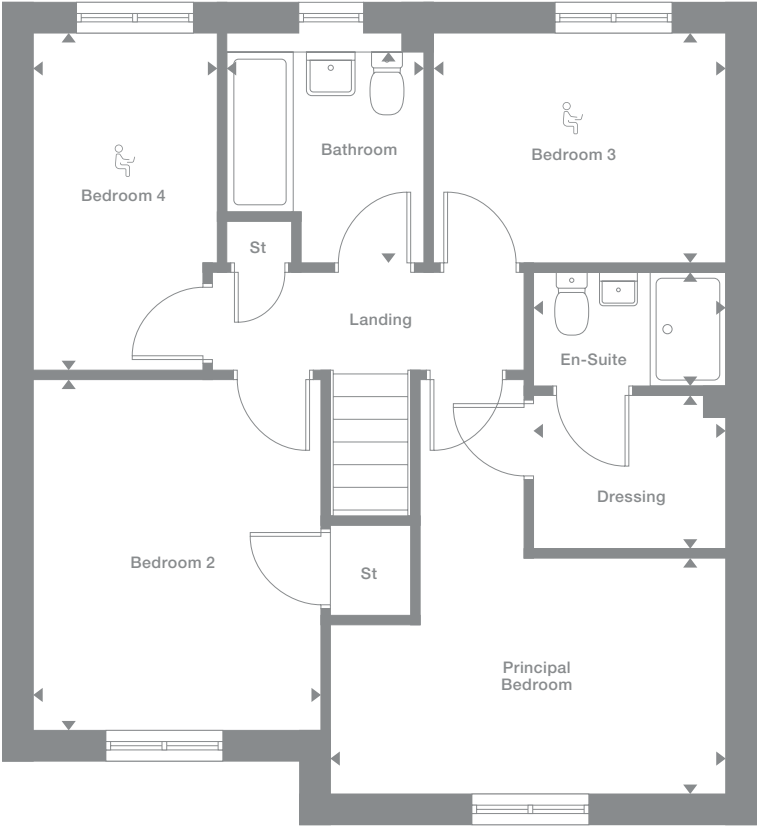 Bathroom
Bedroom 3
Bedroom 4
St
Landing
En-Suite
Dressing
Bedroom 2
St
Principal
Bedroom